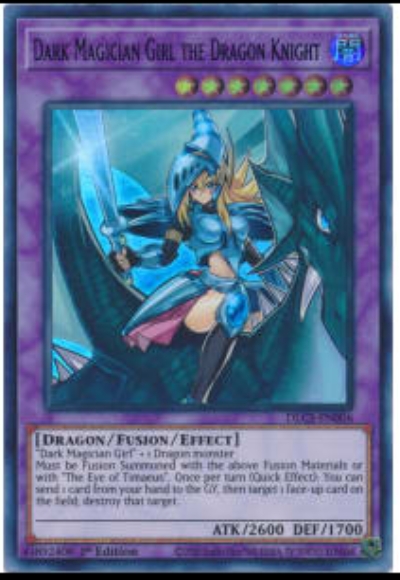 Dark Magician Girl the Dragon Knight
[Dragon/Fusion/Effect]
"Dark Magician Girl" + 1 Dragon monster
Must be Fusion Summoned with the above Fusion Materials or
with "The Eye of Timaeus". Once per turn (Quick Effect): You can
send 1 card from your hand to the GY, then target 1 face-up card on
the field; destroy that target.
ATK/2600 DEF/1700
1st Edition